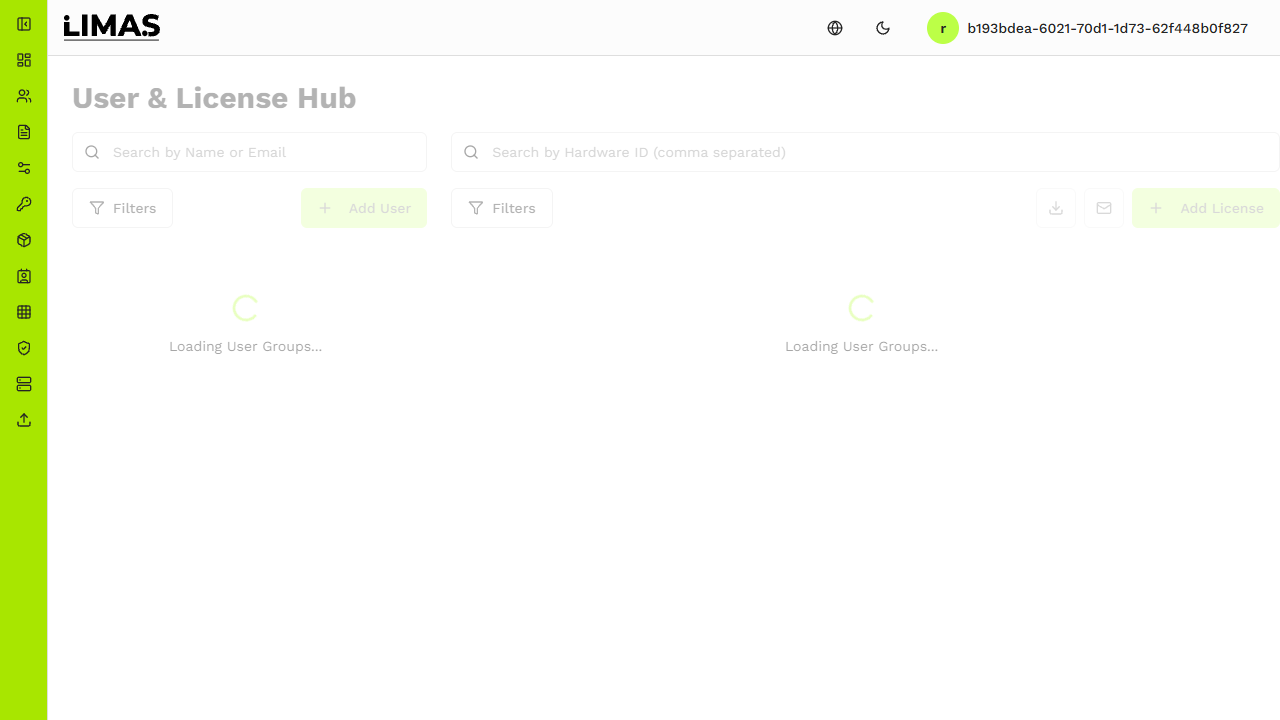 LIMAS
r
b193bdea-6021-70d1-1d73-62f448b0f827
User & License Hub
Search by Name or Email
Search by Hardware ID (comma separated)
Filters
Add User
Filters
Add License
Loading User Groups...
Loading User Groups...